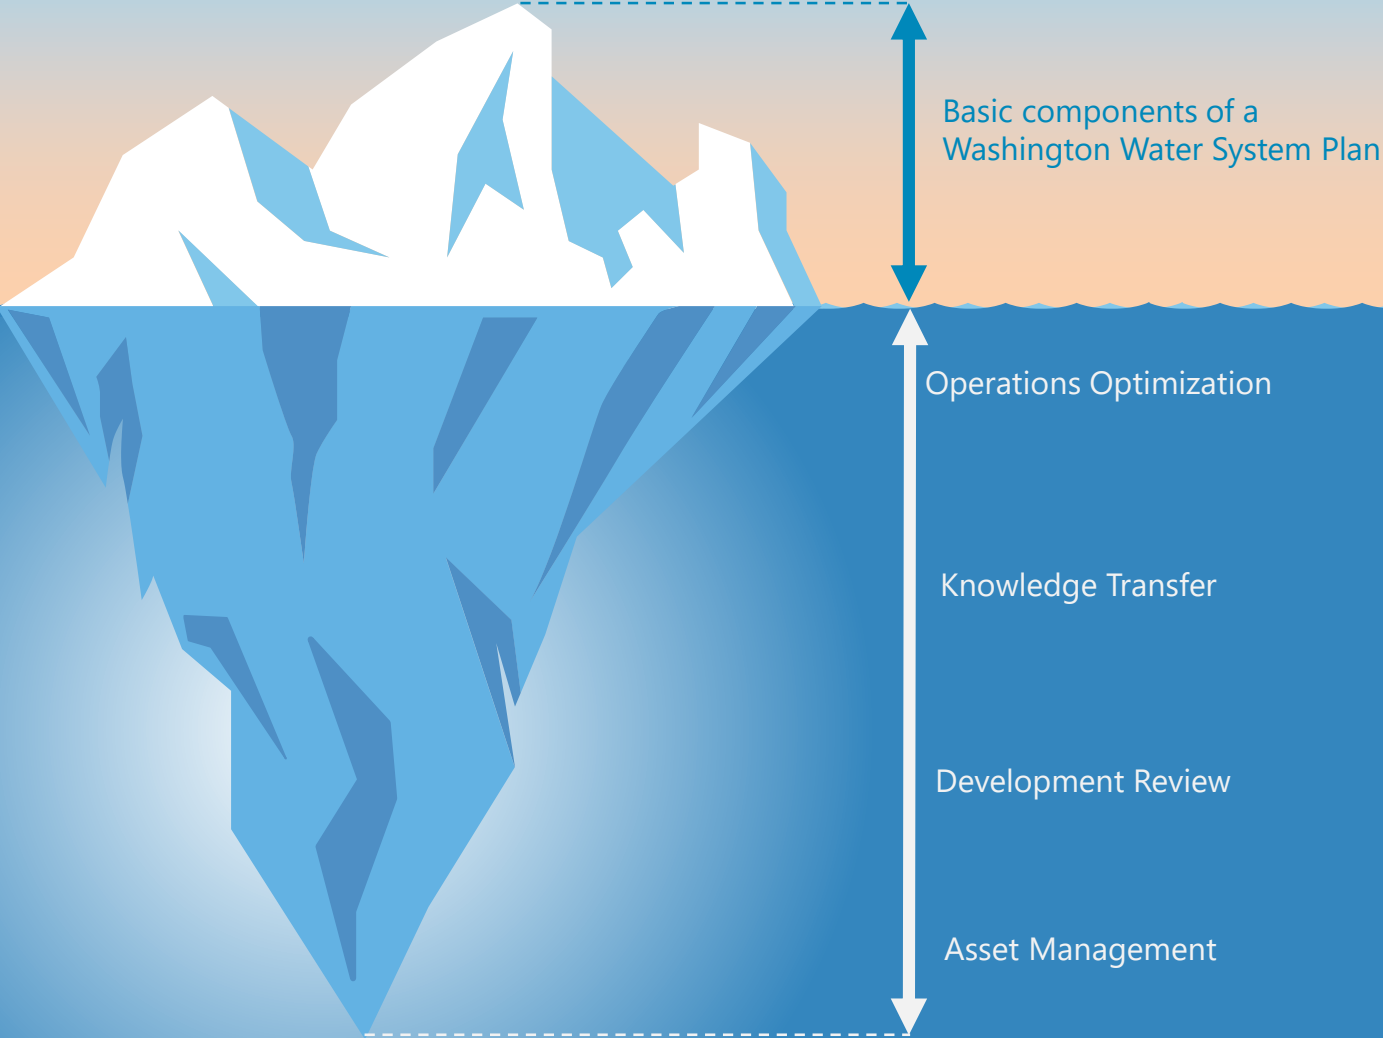 Basic components of a
Washington Water System Plan
Operations Optimization
Knowledge Transfer
Development Review
Asset Management